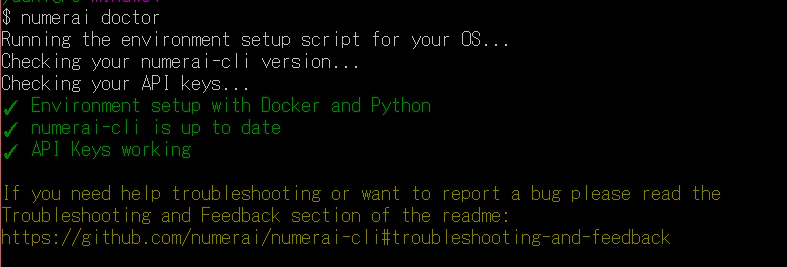 $ numerai doctor
Running the environment setup script for your OS...
Checking your numerai-cli version...
Checking your API keys...
✓ Environment setup with Docker and Python
✓ numerai-cli is up to date
✓ API Keys working
If you need help troubleshooting or want to report a bug please read the
Troubleshooting and Feedback section of the readme:
https://github.com/numerai/numerai-cli#troubleshooting-and-feedback